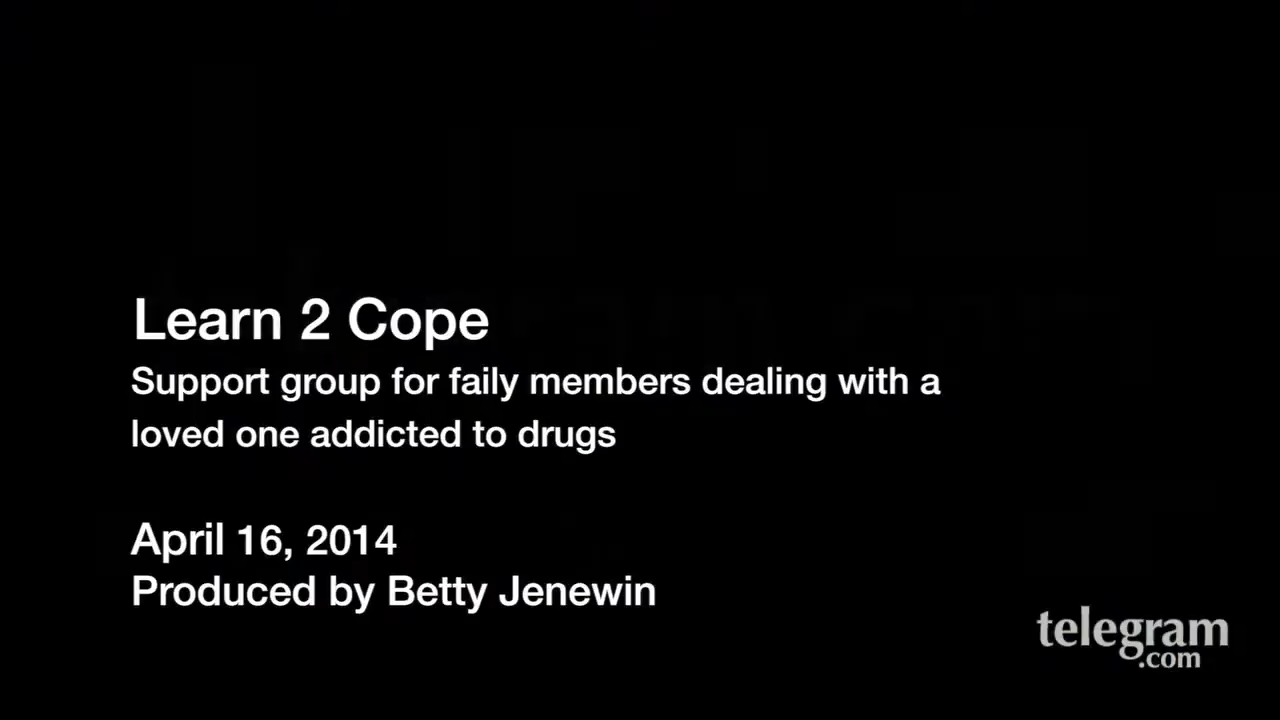 Learn 2 Cope
Support group for faily members dealing with a
loved one addicted to drugs
April 16, 2014
Produced by Betty Jenewin
telegram
.com